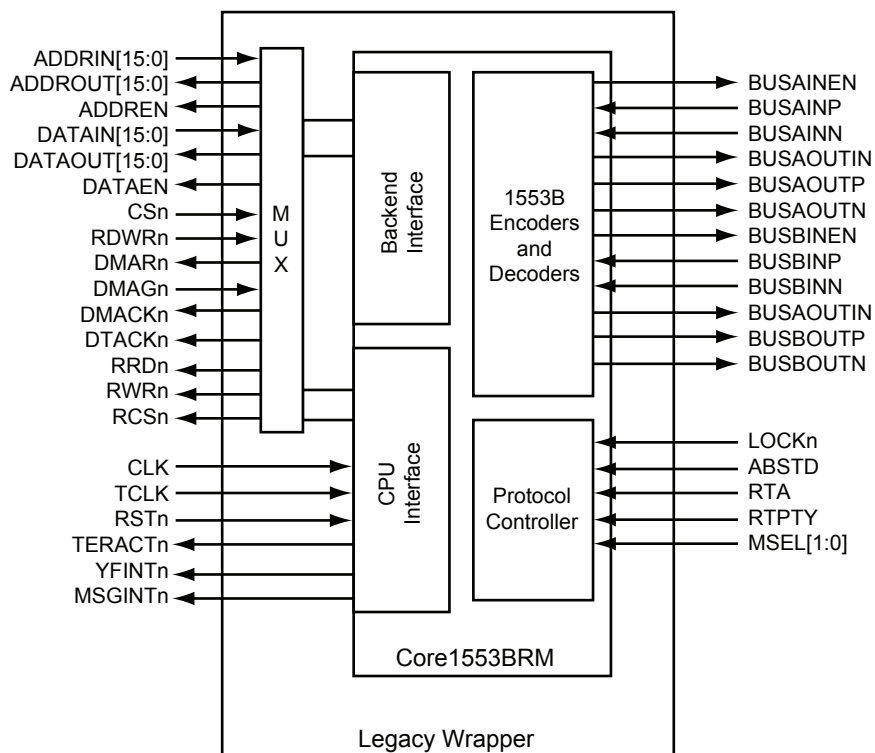 ADDRIN[15:0]
ADDROUT[15:0]
ADDREN
DATAIN[15:0]
DATAOUT[15:0]
DATAEN
CSn
RDWRn
DMARn
DMAGn
DMACKn
DTACKn
RRDn
RWRn
RCSn
CLK
TCLK
RSTn
TERACTn
YFINTn
MSGINTn
M
U
X
Backend
Interface
CPU
Interface
1553B
Encoders
and
Decoders
Protocol
Controller
Core1553BRM
Legacy Wrapper
BUSAINEN
BUSAINP
BUSAINN
BUSAOUTIN
BUSAOUTP
BUSAOUTN
BUSBINEN
BUSBINP
BUSBINN
BUSAOUTIN
BUSBOUTP
BUSBOUTN
LOCKn
ABSTD
RTA
RTPTY
MSEL[1:0]